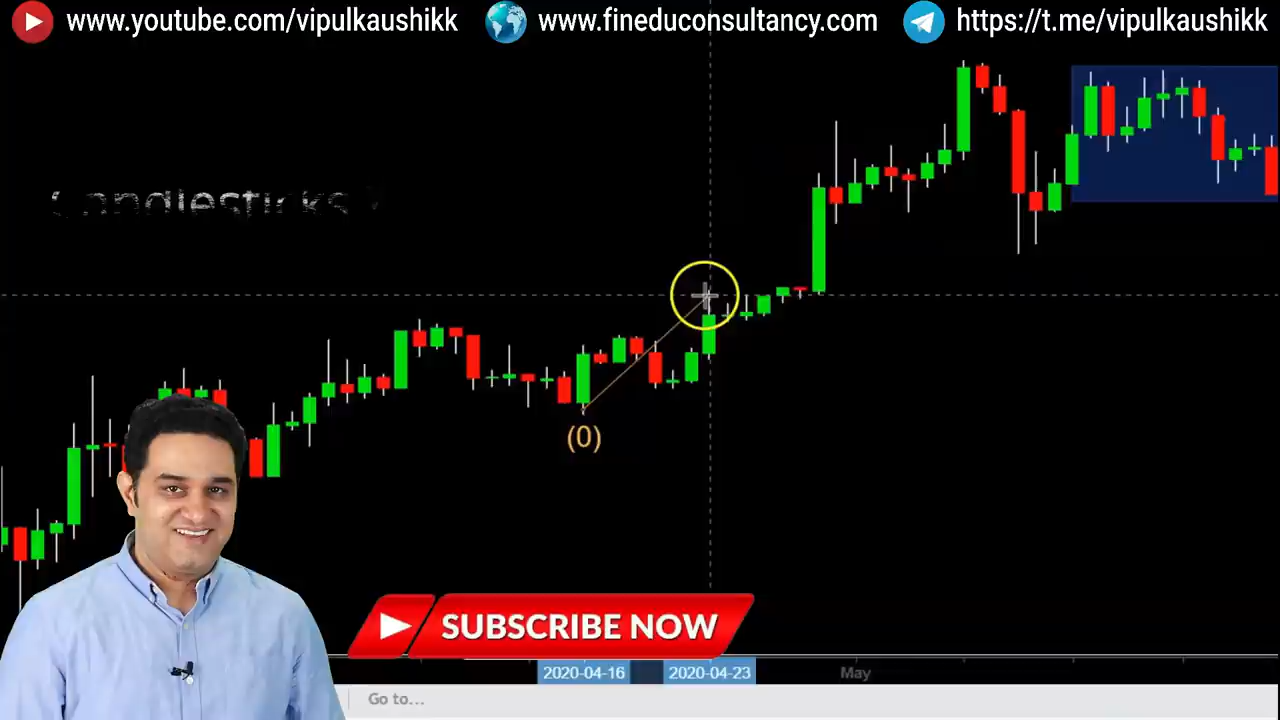 www.youtube.com/vipulkaushikk www.fineduconsultancy.com https://t.me/vipulkaushikk
Candlesticks
(0)
SUBSCRIBE NOW
2020-04-16 2020-04-23 May
Go to...